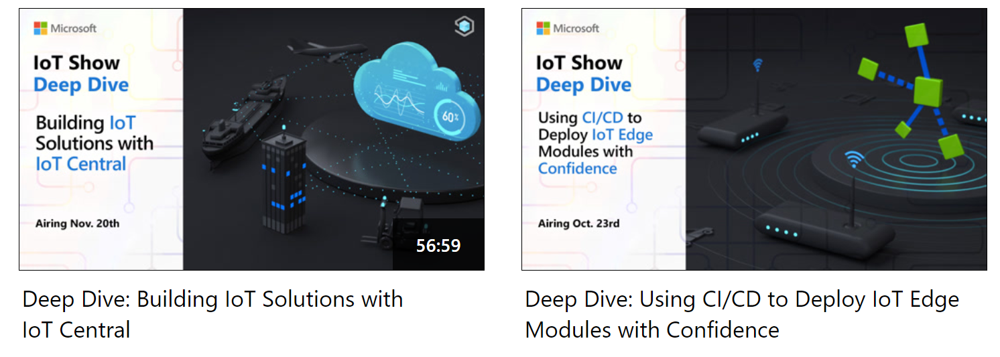 Microsoft
IoT Show
Deep Dive
Building IoT
Solutions with
IoT Central
Airing Nov. 20th
60%
56:59
Deep Dive: Building IoT Solutions with
IoT Central
Microsoft
IoT Show
Deep Dive
Using CI/CD to
Deploy IoT Edge
Modules with
Confidence
Airing Oct. 23rd
Deep Dive: Using CI/CD to Deploy IoT Edge
Modules with Confidence